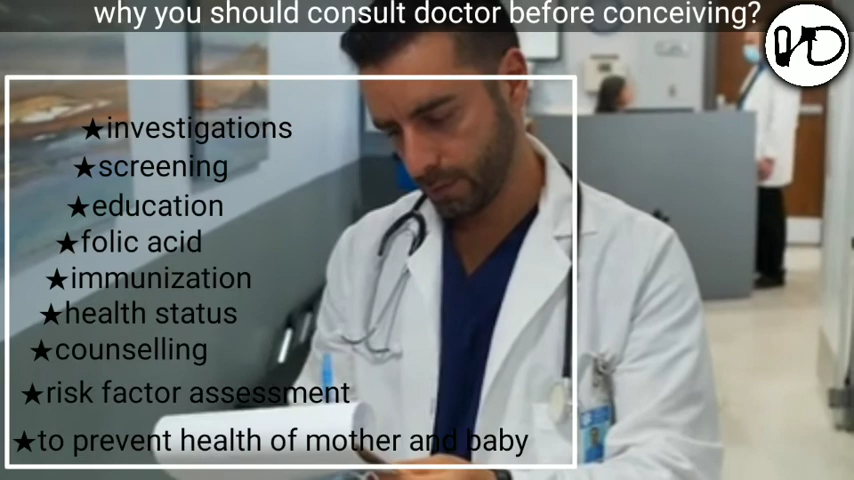 why you should consult doctor before conceiving?
★investigations
★screening
★education
★folic acid
★immunization
★health status
★counselling
★risk factor assessment
★to prevent health of mother and baby